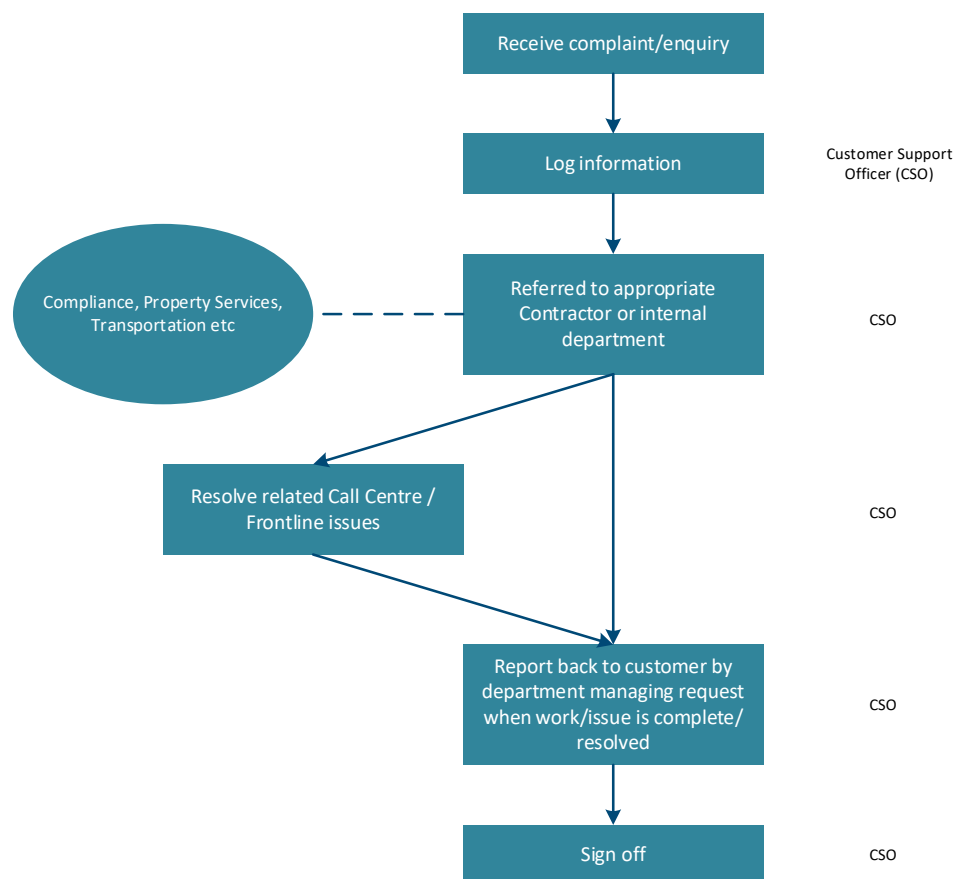 Receive complaint/enquiry
Log information
Customer Support
Officer (CSO)
Compliance, Property Services,
Transportation etc
Referred to appropriate
Contractor or internal
department
CSO
Resolve related Call Centre /
Frontline issues
CSO
Report back to customer by
department managing request
when work/issue is complete/
resolved
CSO
Sign off
CSO